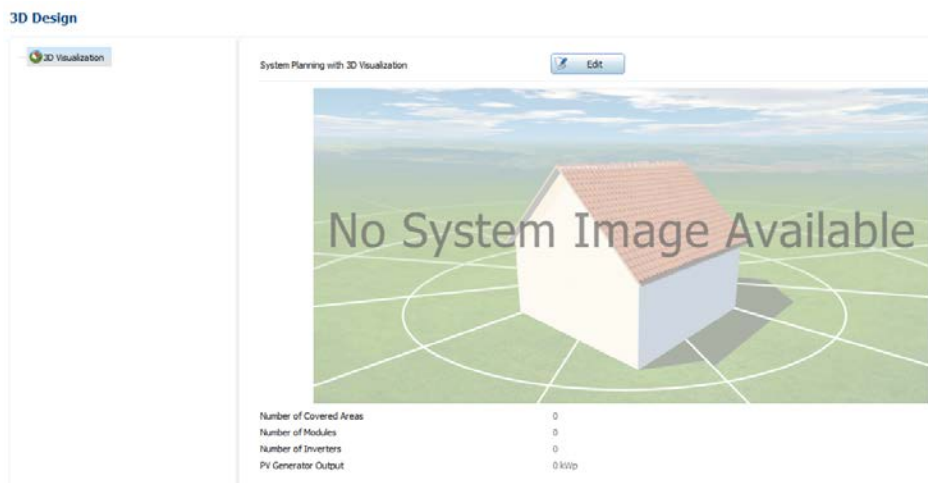 3D Design
3D Visualization
System Planning with 3D Visualization
Edit
No System Image Available
Number of Covered Areas 0
Number of Modules 0
Number of Inverters 0
PV Generator Output 0 kWp